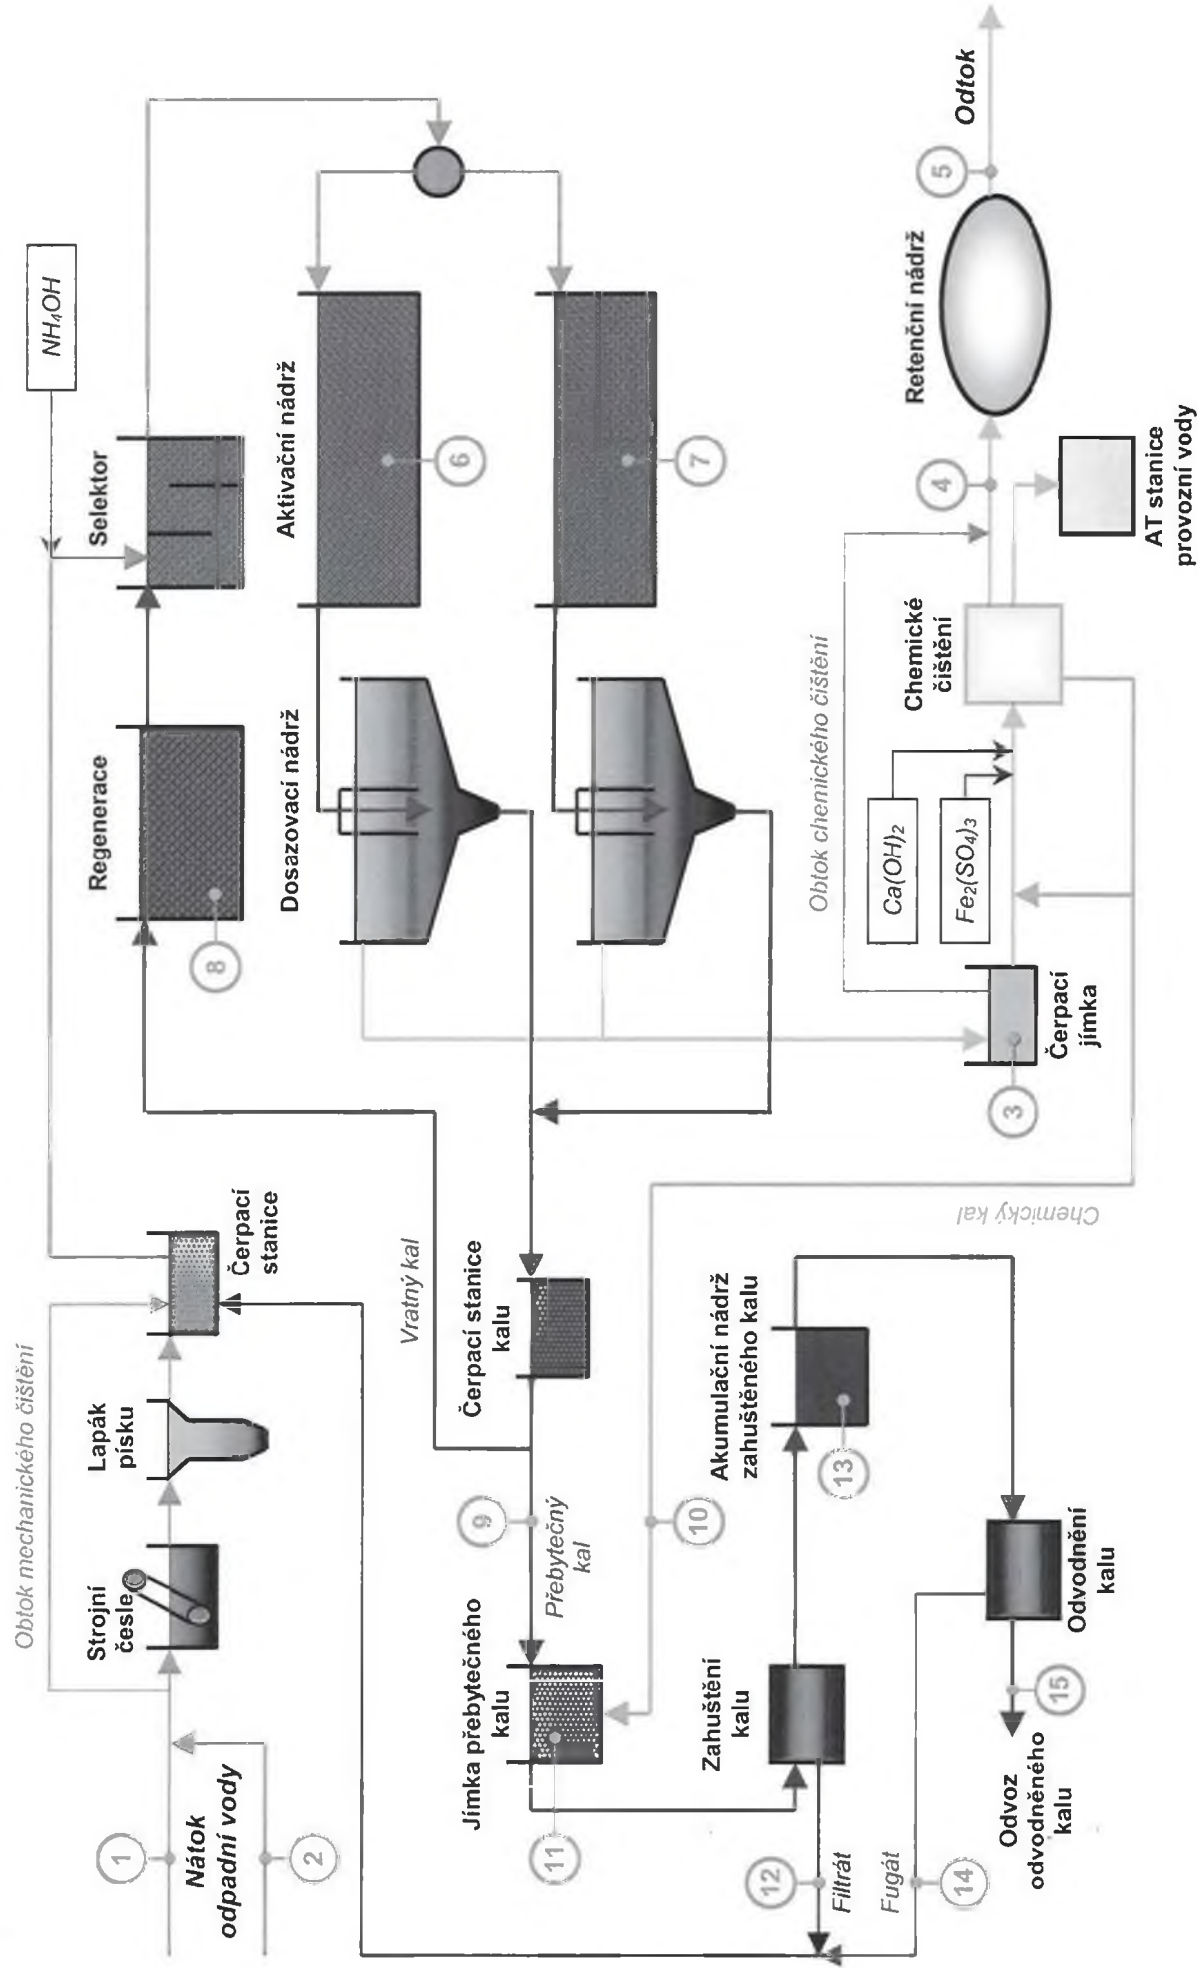 Obtok mechanického čištění
1
Nátok
odpadní vody
2
Strojní
česle
Lapák
písku
Čerpací
stanice
NH₄OH
Regenerace
8
Selektor
Aktivační nádrž
6
7
Dosazovací nádrž
Vratný kal
Čerpací stanice
kalu
9
Přebytečný
kal
10
Jímka přebytečného
kalu
11
Chemický kal
Zahuštění
kalu
12
Filtrát
Akumulační nádrž
zahuštěného kalu
13
Fugát
14
Odvodnění
kalu
15
Odvoz
odvodněného
kalu
3
Čerpací
jímka
Obtok chemického čištění
Ca(OH)₂
Fe₂(SO₄)₃
Chemické
čištění
4
AT stanice
provozní vody
Retenční nádrž
5
Odtok